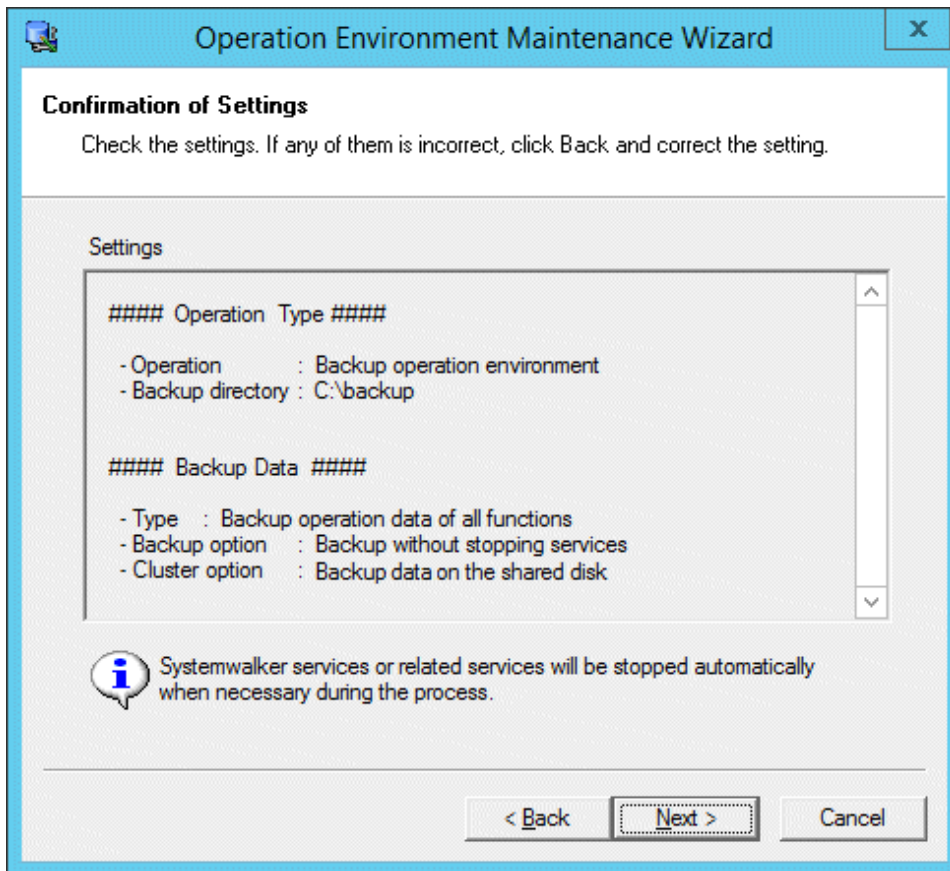 Operation Environment Maintenance Wizard
x
Confirmation of Settings
Check the settings. If any of them is incorrect, click Back and correct the setting.
Settings
#### Operation Type ####
- Operation : Backup operation environment
- Backup directory : C:\backup
#### Backup Data ####
- Type : Backup operation data of all functions
- Backup option : Backup without stopping services
- Cluster option : Backup data on the shared disk
Systemwalker services or related services will be stopped automatically
when necessary during the process.
< Back Next > Cancel